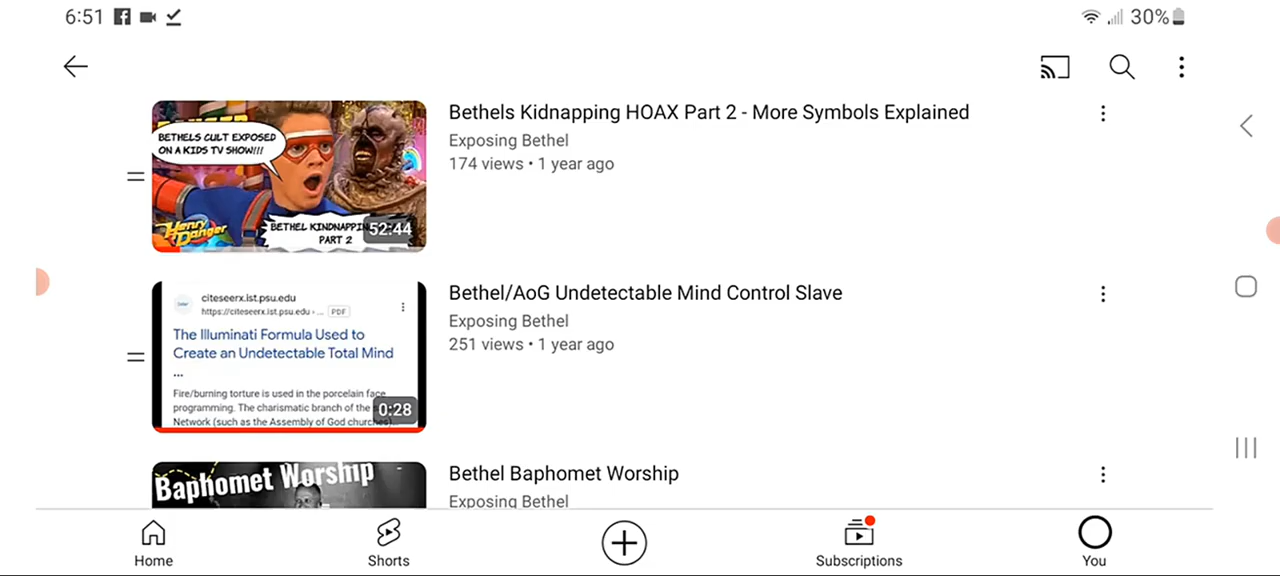 6:51
30%
BETHELS CULT EXPOSED
ON A KIDS TV SHOW!!!
Henry
Danger
BETHEL KINDNAPPIN
PART 2
52:44
Bethels Kidnapping HOAX Part 2 - More Symbols Explained
Exposing Bethel
174 views • 1 year ago
citeseerx.ist.psu.edu
https://citeseerx.ist.psu.edu › ... PDF
The Illuminati Formula Used to
Create an Undetectable Total Mind
...
Fire/burning torture is used in the porcelain face
programming. The charismatic branch of the
Network (such as the Assembly of God churches)
0:28
Bethel/AoG Undetectable Mind Control Slave
Exposing Bethel
251 views • 1 year ago
Baphomet Worship
Bethel Baphomet Worship
Exposing Bethel
Home
Shorts
Subscriptions
You